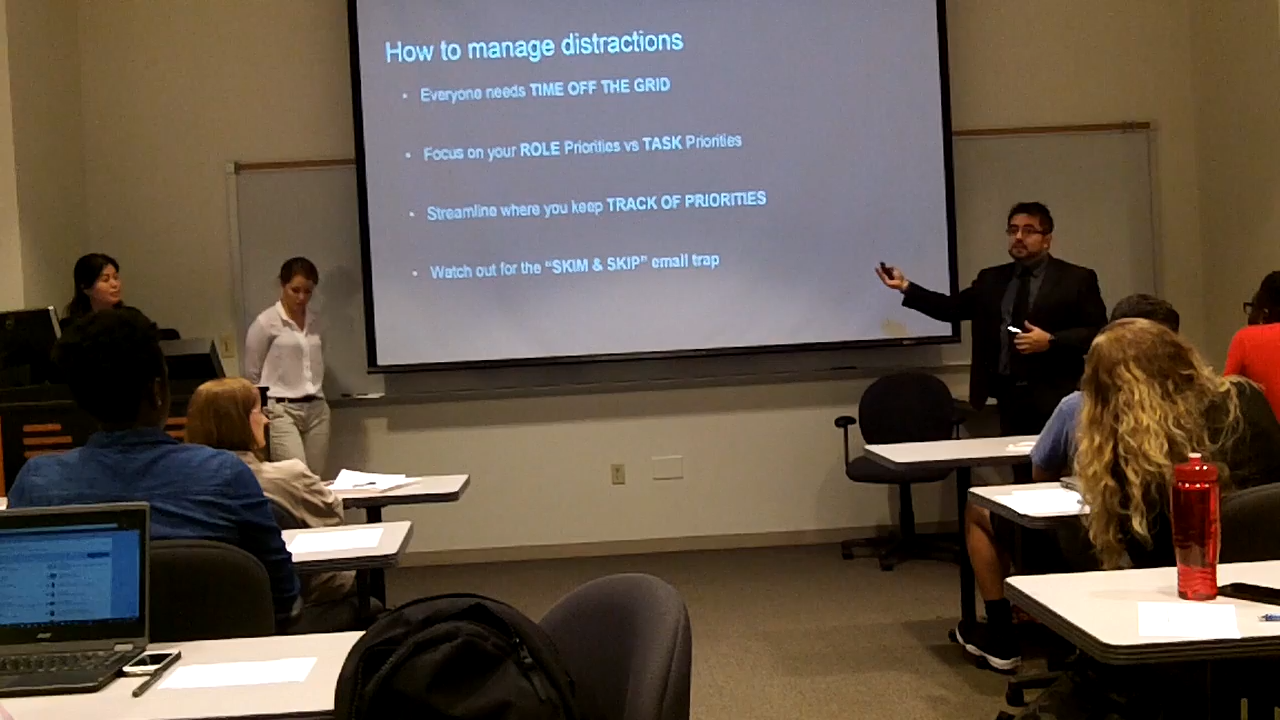 How to manage distractions
• Everyone needs TIME OFF THE GRID
• Focus on your ROLE Priorities vs TASK Priorities
• Streamline where you keep TRACK OF PRIORITIES
• Watch out for the “SKIM & SKIP” email trap
acer